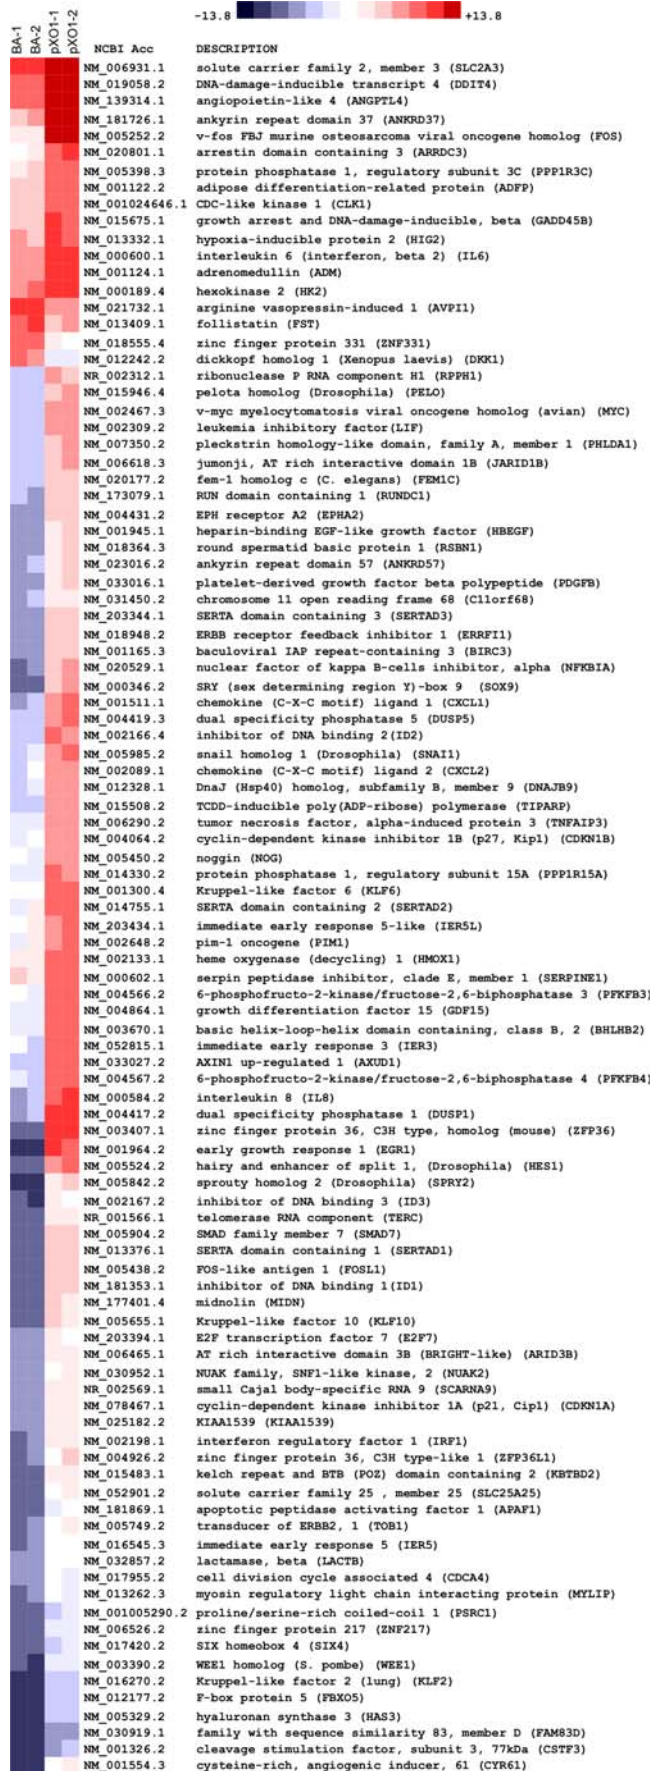 -13.8 +13.8
BA-1 BA-2 pXO1-1 pXO1-2
NCBI Acc DESCRIPTION
NM_006931.1 solute carrier family 2, member 3 (SLC2A3)
NM_019058.2 DNA-damage-inducible transcript 4 (DDIT4)
NM_139314.1 angiopoietin-like 4 (ANGPTL4)
NM_181726.1 ankyrin repeat domain 37 (ANKRD37)
NM_005252.2 v-fos FBJ murine osteosarcoma viral oncogene homolog (FOS)
NM_020801.1 arrestin domain containing 3 (ARRDC3)
NM_005398.3 protein phosphatase 1, regulatory subunit 3C (PPP1R3C)
NM_001122.2 adipose differentiation-related protein (ADFP)
NM_001024646.1 CDC-like kinase 1 (CLK1)
NM_015675.1 growth arrest and DNA-damage-inducible, beta (GADD45B)
NM_013332.1 hypoxia-inducible protein 2 (HIG2)
NM_000600.1 interleukin 6 (interferon, beta 2) (IL6)
NM_001124.1 adrenomedullin (ADM)
NM_000189.4 hexokinase 2 (HK2)
NM_021732.1 arginine vasopressin-induced 1 (AVPI1)
NM_013409.1 follistatin (FST)
NM_018555.4 zinc finger protein 331 (ZNF331)
NM_012242.2 dickkopf homolog 1 (Xenopus laevis) (DKK1)
NR_002312.1 ribonuclease P RNA component H1 (RPPH1)
NM_015946.4 pelota homolog (Drosophila) (PELO)
NM_002467.3 v-myc myelocytomatosis viral oncogene homolog (avian) (MYC)
NM_002309.2 leukemia inhibitory factor(LIF)
NM_007350.2 pleckstrin homology-like domain, family A, member 1 (PHLDA1)
NM_006618.3 jumonji, AT rich interactive domain 1B (JARID1B)
NM_020177.2 fem-1 homolog c (C. elegans) (FEM1C)
NM_173079.1 RUN domain containing 1 (RUNDC1)
NM_004431.2 EPH receptor A2 (EPHA2)
NM_001945.1 heparin-binding EGF-like growth factor (HBEGF)
NM_018364.3 round spermatid basic protein 1 (RSBN1)
NM_023016.2 ankyrin repeat domain 57 (ANKRD57)
NM_033016.1 platelet-derived growth factor beta polypeptide (PDGFB)
NM_031450.2 chromosome 11 open reading frame 68 (C11orf68)
NM_203344.1 SERTA domain containing 3 (SERTAD3)
NM_018948.2 ERBB receptor feedback inhibitor 1 (ERRFI1)
NM_001165.3 baculoviral IAP repeat-containing 3 (BIRC3)
NM_020529.1 nuclear factor of kappa B-cells inhibitor, alpha (NFKBIA)
NM_000346.2 SRY (sex determining region Y)-box 9 (SOX9)
NM_001511.1 chemokine (C-X-C motif) ligand 1 (CXCL1)
NM_004419.3 dual specificity phosphatase 5 (DUSP5)
NM_002166.4 inhibitor of DNA binding 2(ID2)
NM_005985.2 snail homolog 1 (Drosophila) (SNAI1)
NM_002089.1 chemokine (C-X-C motif) ligand 2 (CXCL2)
NM_012328.1 DnaJ (Hsp40) homolog, subfamily B, member 9 (DNAJB9)
NM_015508.2 TCDD-inducible poly(ADP-ribose) polymerase (TIPARP)
NM_006290.2 tumor necrosis factor, alpha-induced protein 3 (TNFAIP3)
NM_004064.2 cyclin-dependent kinase inhibitor 1B (p27, Kip1) (CDKN1B)
NM_005450.2 noggin (NOG)
NM_014330.2 protein phosphatase 1, regulatory subunit 15A (PPP1R15A)
NM_001300.4 Kruppel-like factor 6 (KLF6)
NM_014755.1 SERTA domain containing 2 (SERTAD2)
NM_203434.1 immediate early response 5-like (IER5L)
NM_002648.2 pim-1 oncogene (PIM1)
NM_002133.1 heme oxygenase (decycling) 1 (HMOX1)
NM_000602.1 serpin peptidase inhibitor, clade E, member 1 (SERPINE1)
NM_004566.2 6-phosphofructo-2-kinase/fructose-2,6-biphosphatase 3 (PFKFB3)
NM_004864.1 growth differentiation factor 15 (GDF15)
NM_003670.1 basic helix-loop-helix domain containing, class B, 2 (BHLHB2)
NM_052815.1 immediate early response 3 (IER3)
NM_033027.2 AXIN1 up-regulated 1 (AXUD1)
NM_004567.2 6-phosphofructo-2-kinase/fructose-2,6-biphosphatase 4 (PFKFB4)
NM_000584.2 interleukin 8 (IL8)
NM_004417.2 dual specificity phosphatase 1 (DUSP1)
NM_003407.1 zinc finger protein 36, C3H type, homolog (mouse) (ZFP36)
NM_001964.2 early growth response 1 (EGR1)
NM_005524.2 hairy and enhancer of split 1, (Drosophila) (HES1)
NM_005842.2 sprouty homolog 2 (Drosophila) (SPRY2)
NM_002167.2 inhibitor of DNA binding 3 (ID3)
NR_001566.1 telomerase RNA component (TERC)
NM_005904.2 SMAD family member 7 (SMAD7)
NM_013376.1 SERTA domain containing 1 (SERTAD1)
NM_005438.2 FOS-like antigen 1 (FOSL1)
NM_181353.1 inhibitor of DNA binding 1(ID1)
NM_177401.4 midnolin (MIDN)
NM_005655.1 Kruppel-like factor 10 (KLF10)
NM_203394.1 E2F transcription factor 7 (E2F7)
NM_006465.1 AT rich interactive domain 3B (BRIGHT-like) (ARID3B)
NM_030952.1 NUAK family, SNF1-like kinase, 2 (NUAK2)
NR_002569.1 small Cajal body-specific RNA 9 (SCARNA9)
NM_078467.1 cyclin-dependent kinase inhibitor 1A (p21, Cip1) (CDKN1A)
NM_025182.2 KIAA1539 (KIAA1539)
NM_002198.1 interferon regulatory factor 1 (IRF1)
NM_004926.2 zinc finger protein 36, C3H type-like 1 (ZFP36L1)
NM_015483.1 kelch repeat and BTB (POZ) domain containing 2 (KBTBD2)
NM_052901.2 solute carrier family 25 , member 25 (SLC25A25)
NM_181869.1 apoptotic peptidase activating factor 1 (APAF1)
NM_005749.2 transducer of ERBB2, 1 (TOB1)
NM_016545.3 immediate early response 5 (IER5)
NM_032857.2 lactamase, beta (LACTB)
NM_017955.2 cell division cycle associated 4 (CDCA4)
NM_013262.3 myosin regulatory light chain interacting protein (MYLIP)
NM_001005290.2 proline/serine-rich coiled-coil 1 (PSRC1)
NM_006526.2 zinc finger protein 217 (ZNF217)
NM_017420.2 SIX homeobox 4 (SIX4)
NM_003390.2 WEE1 homolog (S. pombe) (WEE1)
NM_016270.2 Kruppel-like factor 2 (lung) (KLF2)
NM_012177.2 F-box protein 5 (FBXO5)
NM_005329.2 hyaluronan synthase 3 (HAS3)
NM_030919.1 family with sequence similarity 83, member D (FAM83D)
NM_001326.2 cleavage stimulation factor, subunit 3, 77kDa (CSTF3)
NM_001554.3 cysteine-rich, angiogenic inducer, 61 (CYR61)